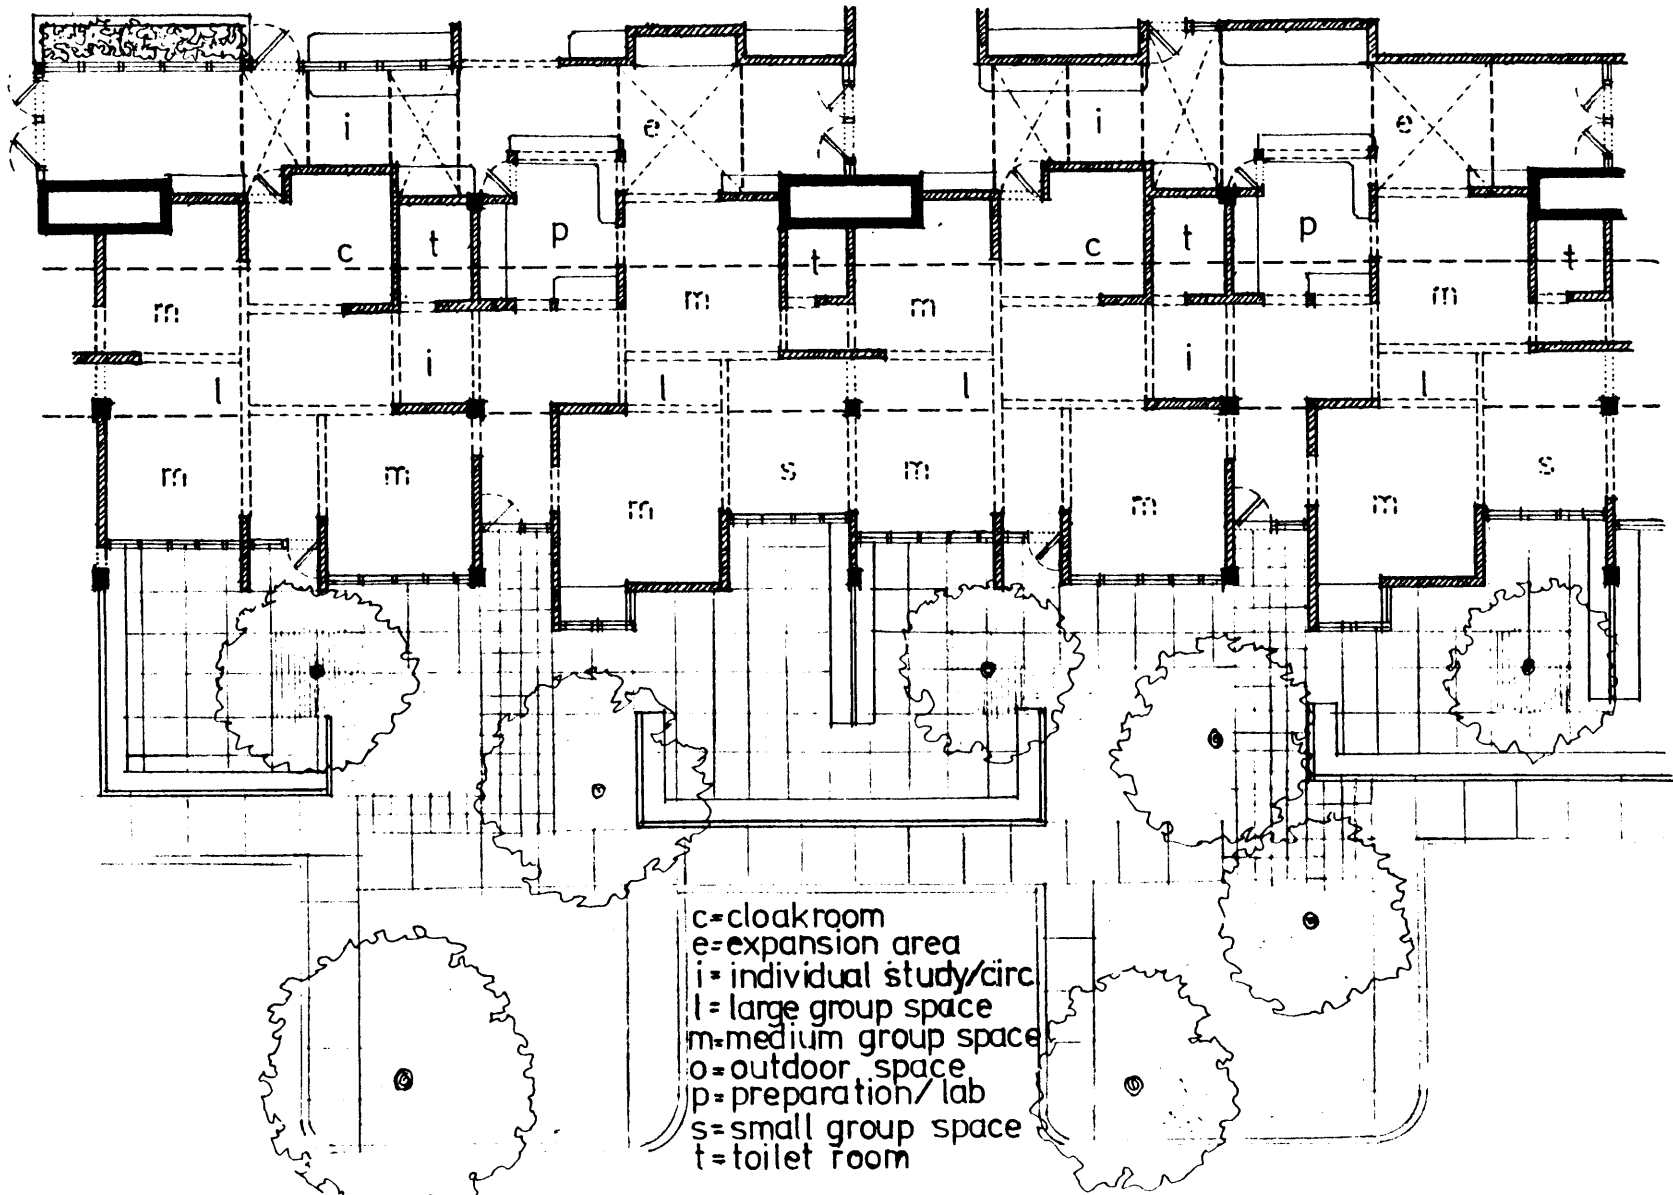 i
e
i
e
c
t
p
t
c
t
p
t
m
m
m
m
i
i
l
l
l
l
m
m
s
m
m
m
m
s
c=cloakroom
e=expansion area
i=individual study/circ.
l=large group space
m=medium group space
o=outdoor space
p=preparation/lab
s=small group space
t=toilet room